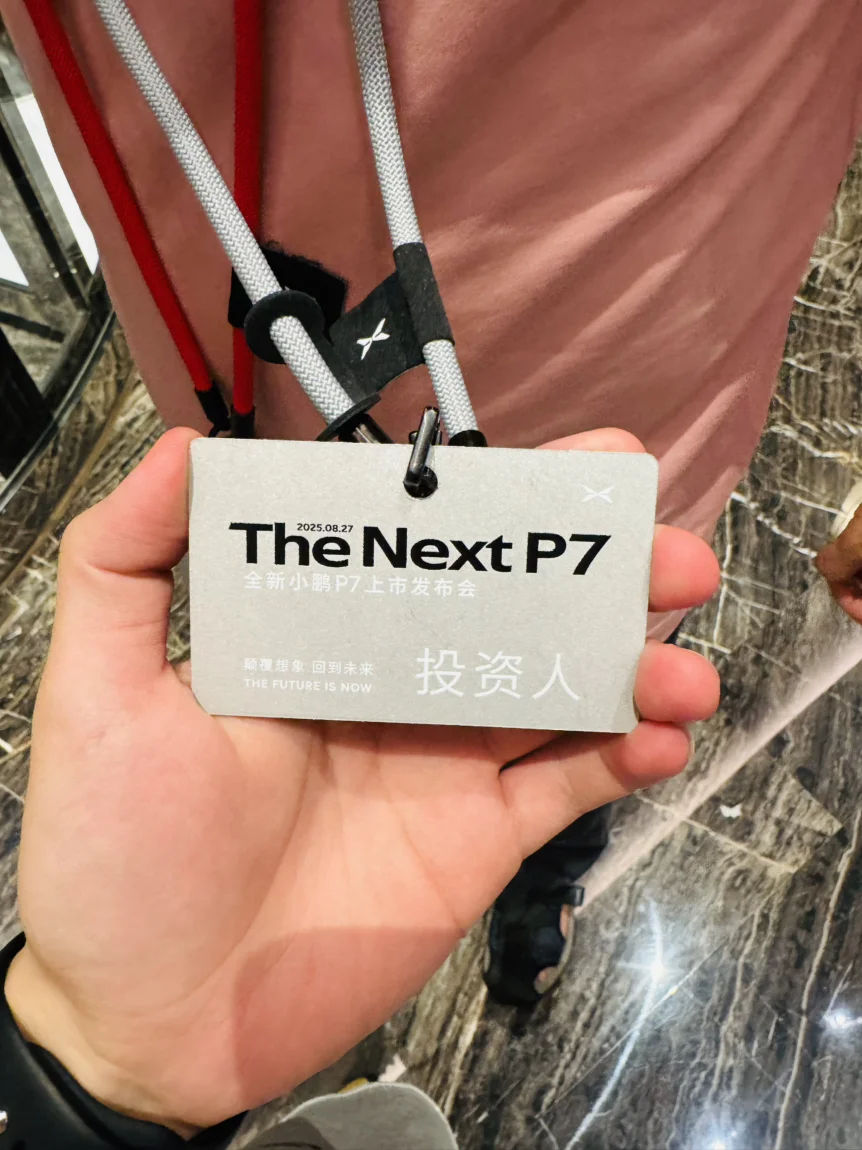 2025.08.27
The Next P7
全新小鹏P7上市发布会
颠覆想象 回到未来
THE FUTURE IS NOW
投资人